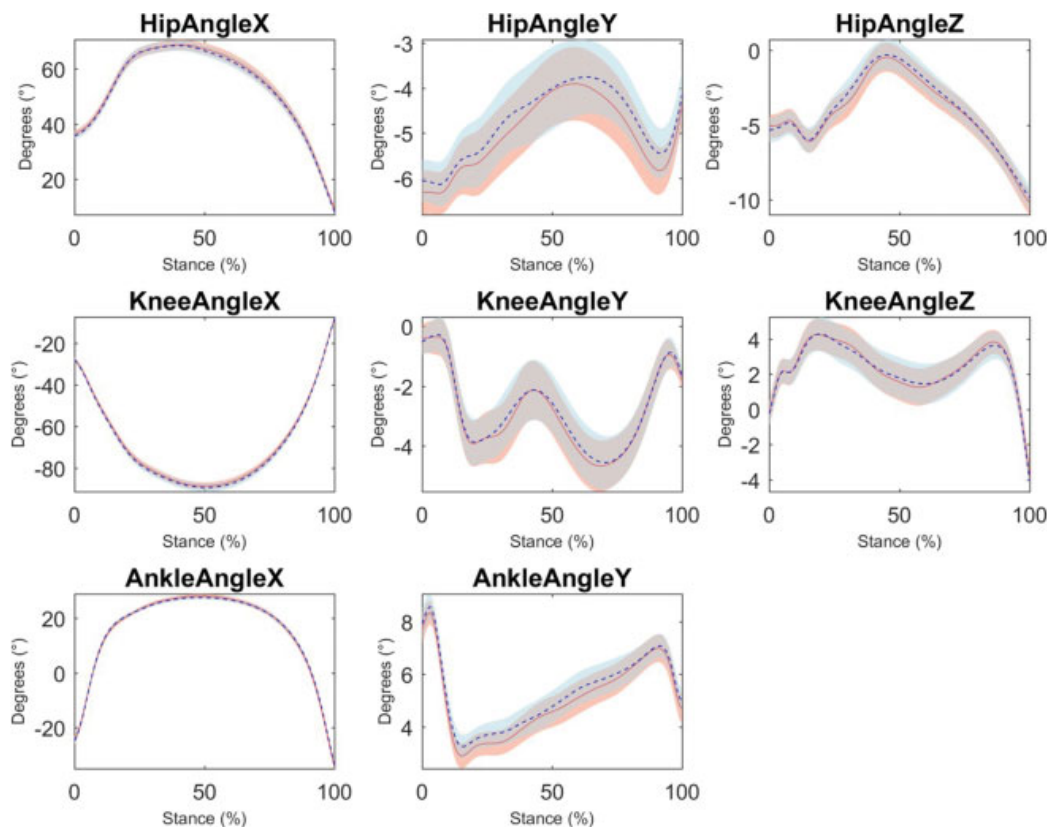 HipAngleX
Degrees (°)
60
40
20
0
50
100
Stance (%)
HipAngleY
Degrees (°)
-3
-4
-5
-6
0
50
100
Stance (%)
HipAngleZ
Degrees (°)
0
-5
-10
0
50
100
Stance (%)
KneeAngleX
Degrees (°)
-20
-40
-60
-80
0
50
100
Stance (%)
KneeAngleY
Degrees (°)
0
-2
-4
0
50
100
Stance (%)
KneeAngleZ
Degrees (°)
4
2
0
-2
-4
0
50
100
Stance (%)
AnkleAngleX
Degrees (°)
20
0
-20
0
50
100
Stance (%)
AnkleAngleY
Degrees (°)
8
6
4
0
50
100
Stance (%)